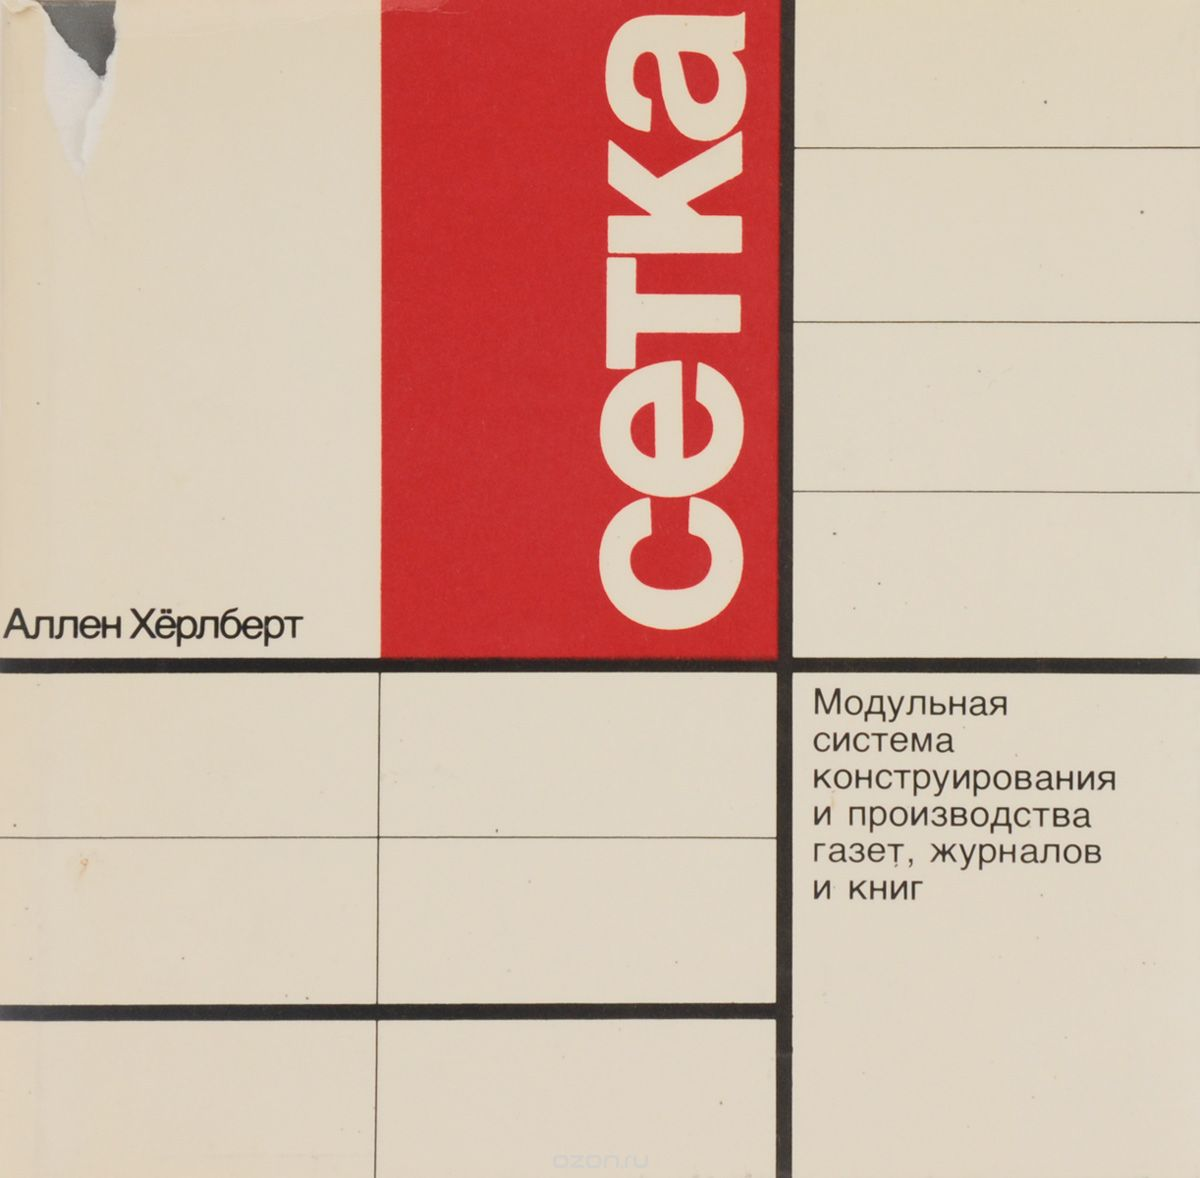 сетка
Аллен Хёрлберт
Модульная
система
конструирования
и производства
газет, журналов
и книг
ozon.ru